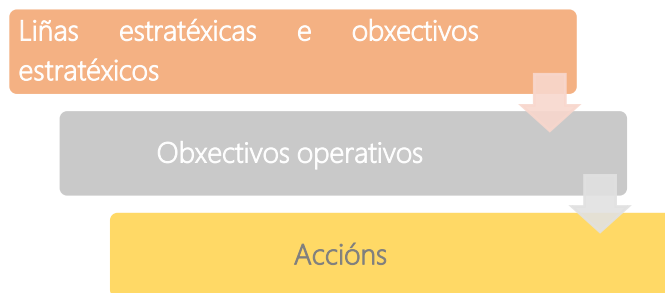 Liñas estratéxicas e obxectivos
estratéxicos
Obxectivos operativos
Accións